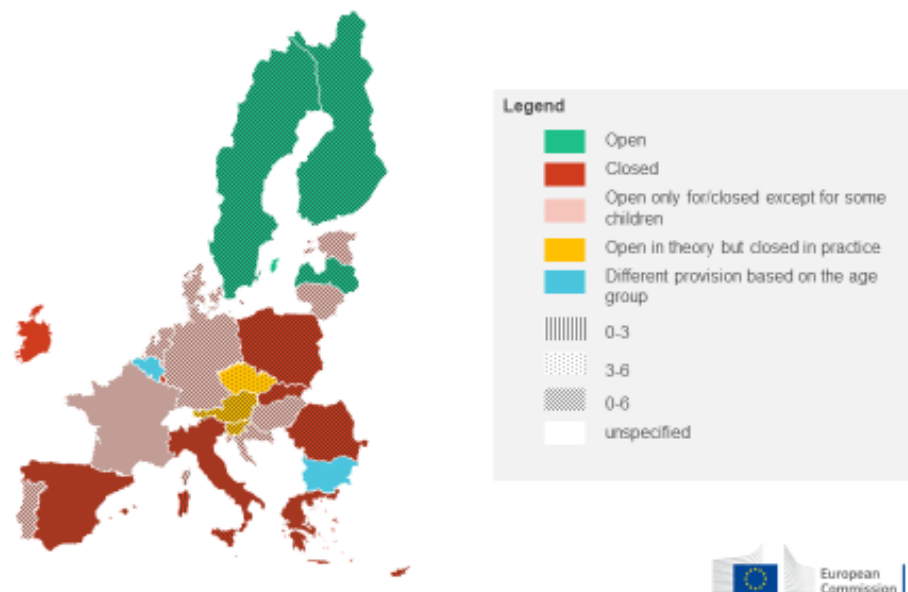 Legend
Open
Closed
Open only for/closed except for some
children
Open in theory but closed in practice
Different provision based on the age
group
0-3
3-6
0-6
unspecified
European
Commission